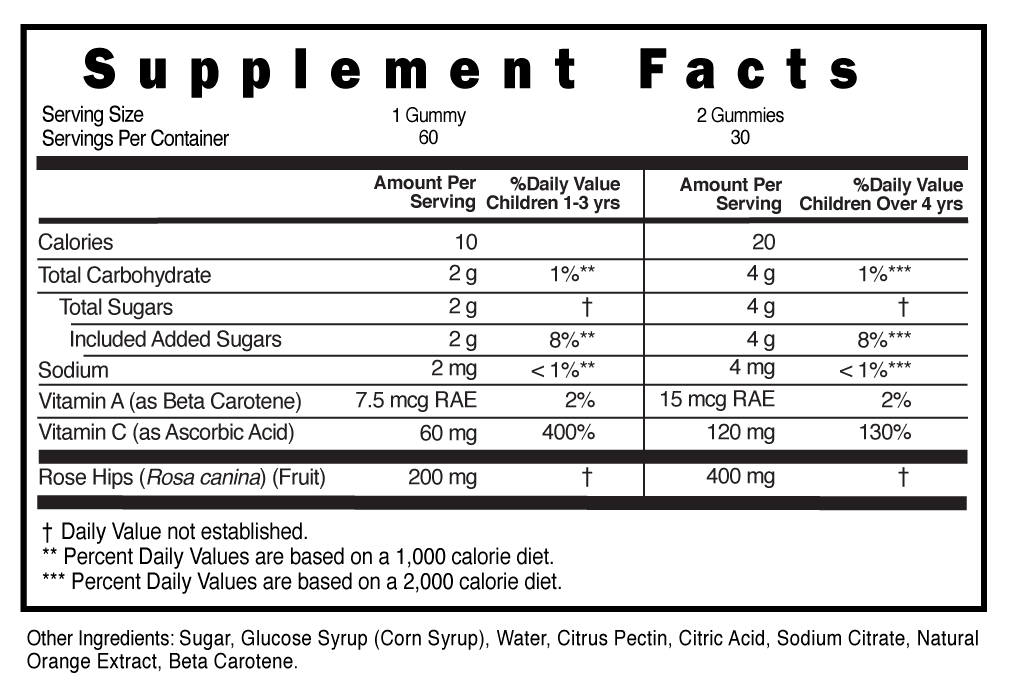 Supplement Facts
Serving Size 1 Gummy 2 Gummies
Servings Per Container 60 30
Amount Per %Daily Value Amount Per %Daily Value
Serving Children 1-3 yrs Serving Children Over 4 yrs
Calories 10 20
Total Carbohydrate 2 g 1%** 4 g 1%***
Total Sugars 2 g † 4 g †
Included Added Sugars 2 g 8%** 4 g 8%***
Sodium 2 mg < 1%** 4 mg < 1%***
Vitamin A (as Beta Carotene) 7.5 mcg RAE 2% 15 mcg RAE 2%
Vitamin C (as Ascorbic Acid) 60 mg 400% 120 mg 130%
Rose Hips (Rosa canina) (Fruit) 200 mg † 400 mg †
† Daily Value not established.
** Percent Daily Values are based on a 1,000 calorie diet.
*** Percent Daily Values are based on a 2,000 calorie diet.
Other Ingredients: Sugar, Glucose Syrup (Corn Syrup), Water, Citrus Pectin, Citric Acid, Sodium Citrate, Natural
Orange Extract, Beta Carotene.